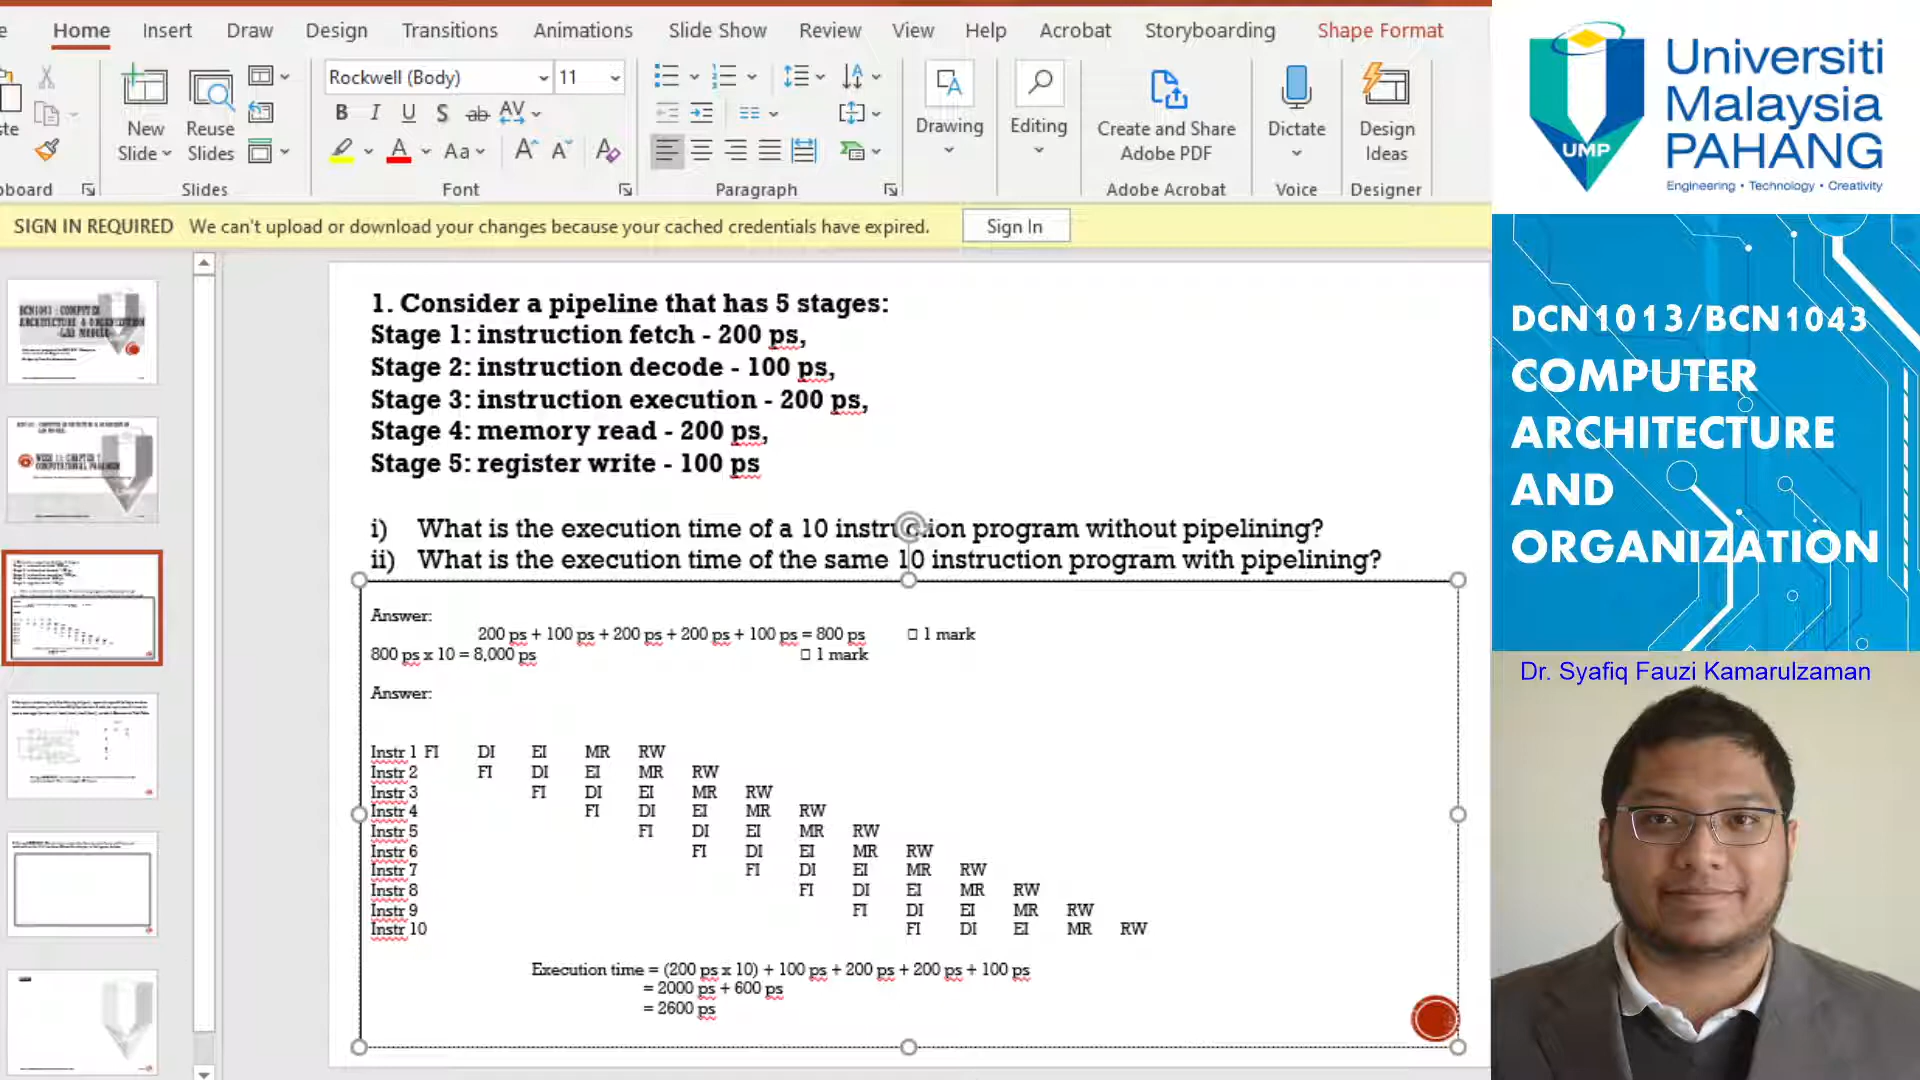 Home Insert Draw Design Transitions Animations Slide Show Review View Help Acrobat Storyboarding Shape Format
Rockwell (Body) 11
New Slide
Reuse Slides
Slides
Font
Paragraph
Drawing
Editing
Create and Share Adobe PDF
Adobe Acrobat
Dictate
Voice
Design Ideas
Designer
SIGN IN REQUIRED We can't upload or download your changes because your cached credentials have expired. Sign In
1. Consider a pipeline that has 5 stages:
Stage 1: instruction fetch - 200 ps,
Stage 2: instruction decode - 100 ps,
Stage 3: instruction execution - 200 ps,
Stage 4: memory read - 200 ps,
Stage 5: register write - 100 ps
i) What is the execution time of a 10 instruction program without pipelining?
ii) What is the execution time of the same 10 instruction program with pipelining?
Answer:
200 ps + 100 ps + 200 ps + 200 ps + 100 ps = 800 ps □ 1 mark
800 ps x 10 = 8,000 ps □ 1 mark
Answer:
Instr 1 FI DI EI MR RW
Instr 2 FI DI EI MR RW
Instr 3 FI DI EI MR RW
Instr 4 FI DI EI MR RW
Instr 5 FI DI EI MR RW
Instr 6 FI DI EI MR RW
Instr 7 FI DI EI MR RW
Instr 8 FI DI EI MR RW
Instr 9 FI DI EI MR RW
Instr 10 FI DI EI MR RW
Execution time = (200 ps x 10) + 100 ps + 200 ps + 200 ps + 100 ps
= 2000 ps + 600 ps
= 2600 ps
UMP
Universiti
Malaysia
PAHANG
Engineering • Technology • Creativity
DCN1013/BCN1043
COMPUTER
ARCHITECTURE
AND
ORGANIZATION
Dr. Syafiq Fauzi Kamarulzaman